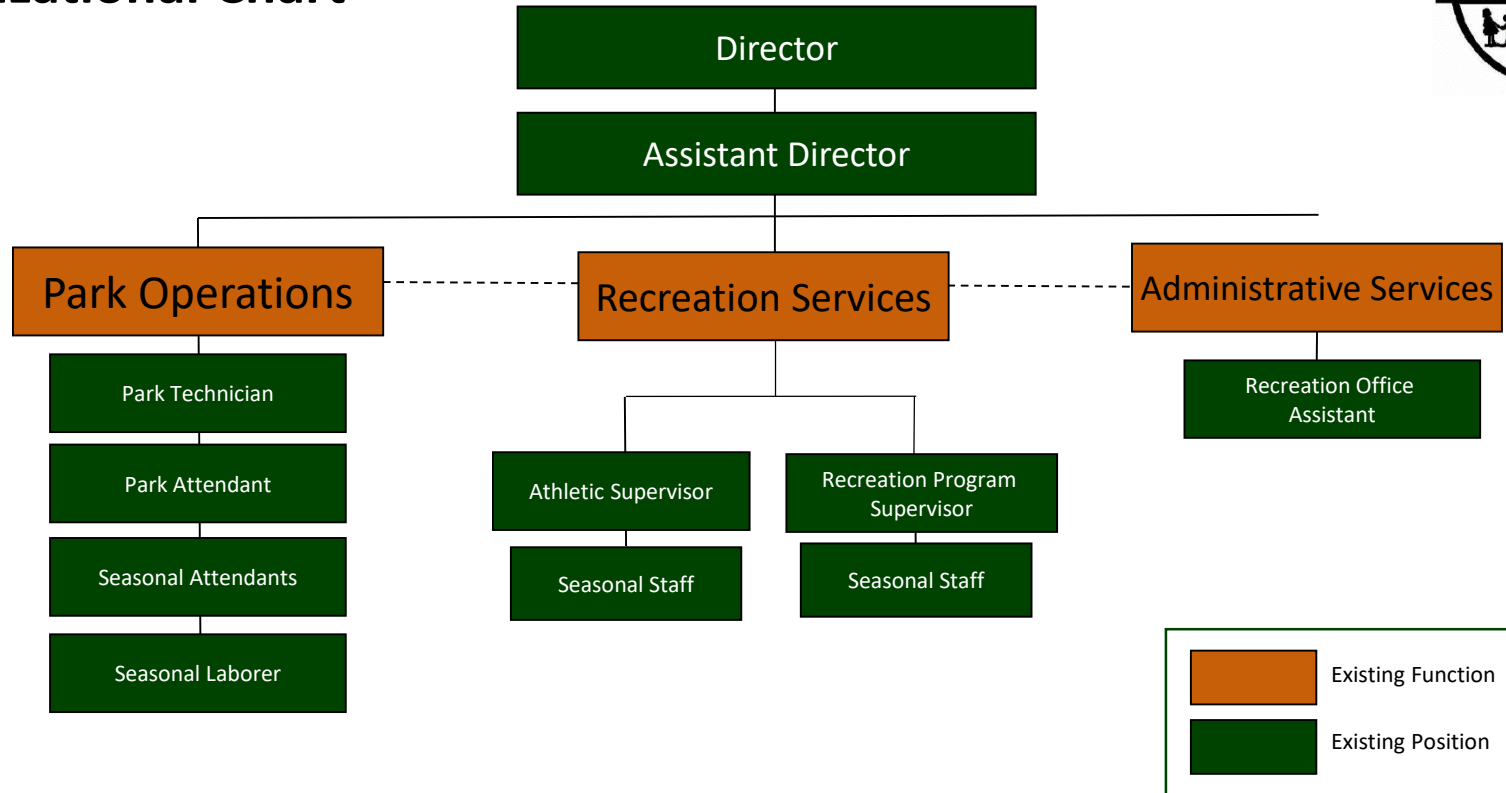 Chart
Director
Assistant Director
Park Operations
Recreation Services
Administrative Services
Park Technician
Park Attendant
Seasonal Attendants
Seasonal Laborer
Athletic Supervisor
Seasonal Staff
Recreation Program
Supervisor
Seasonal Staff
Recreation Office
Assistant
Existing Function
Existing Position